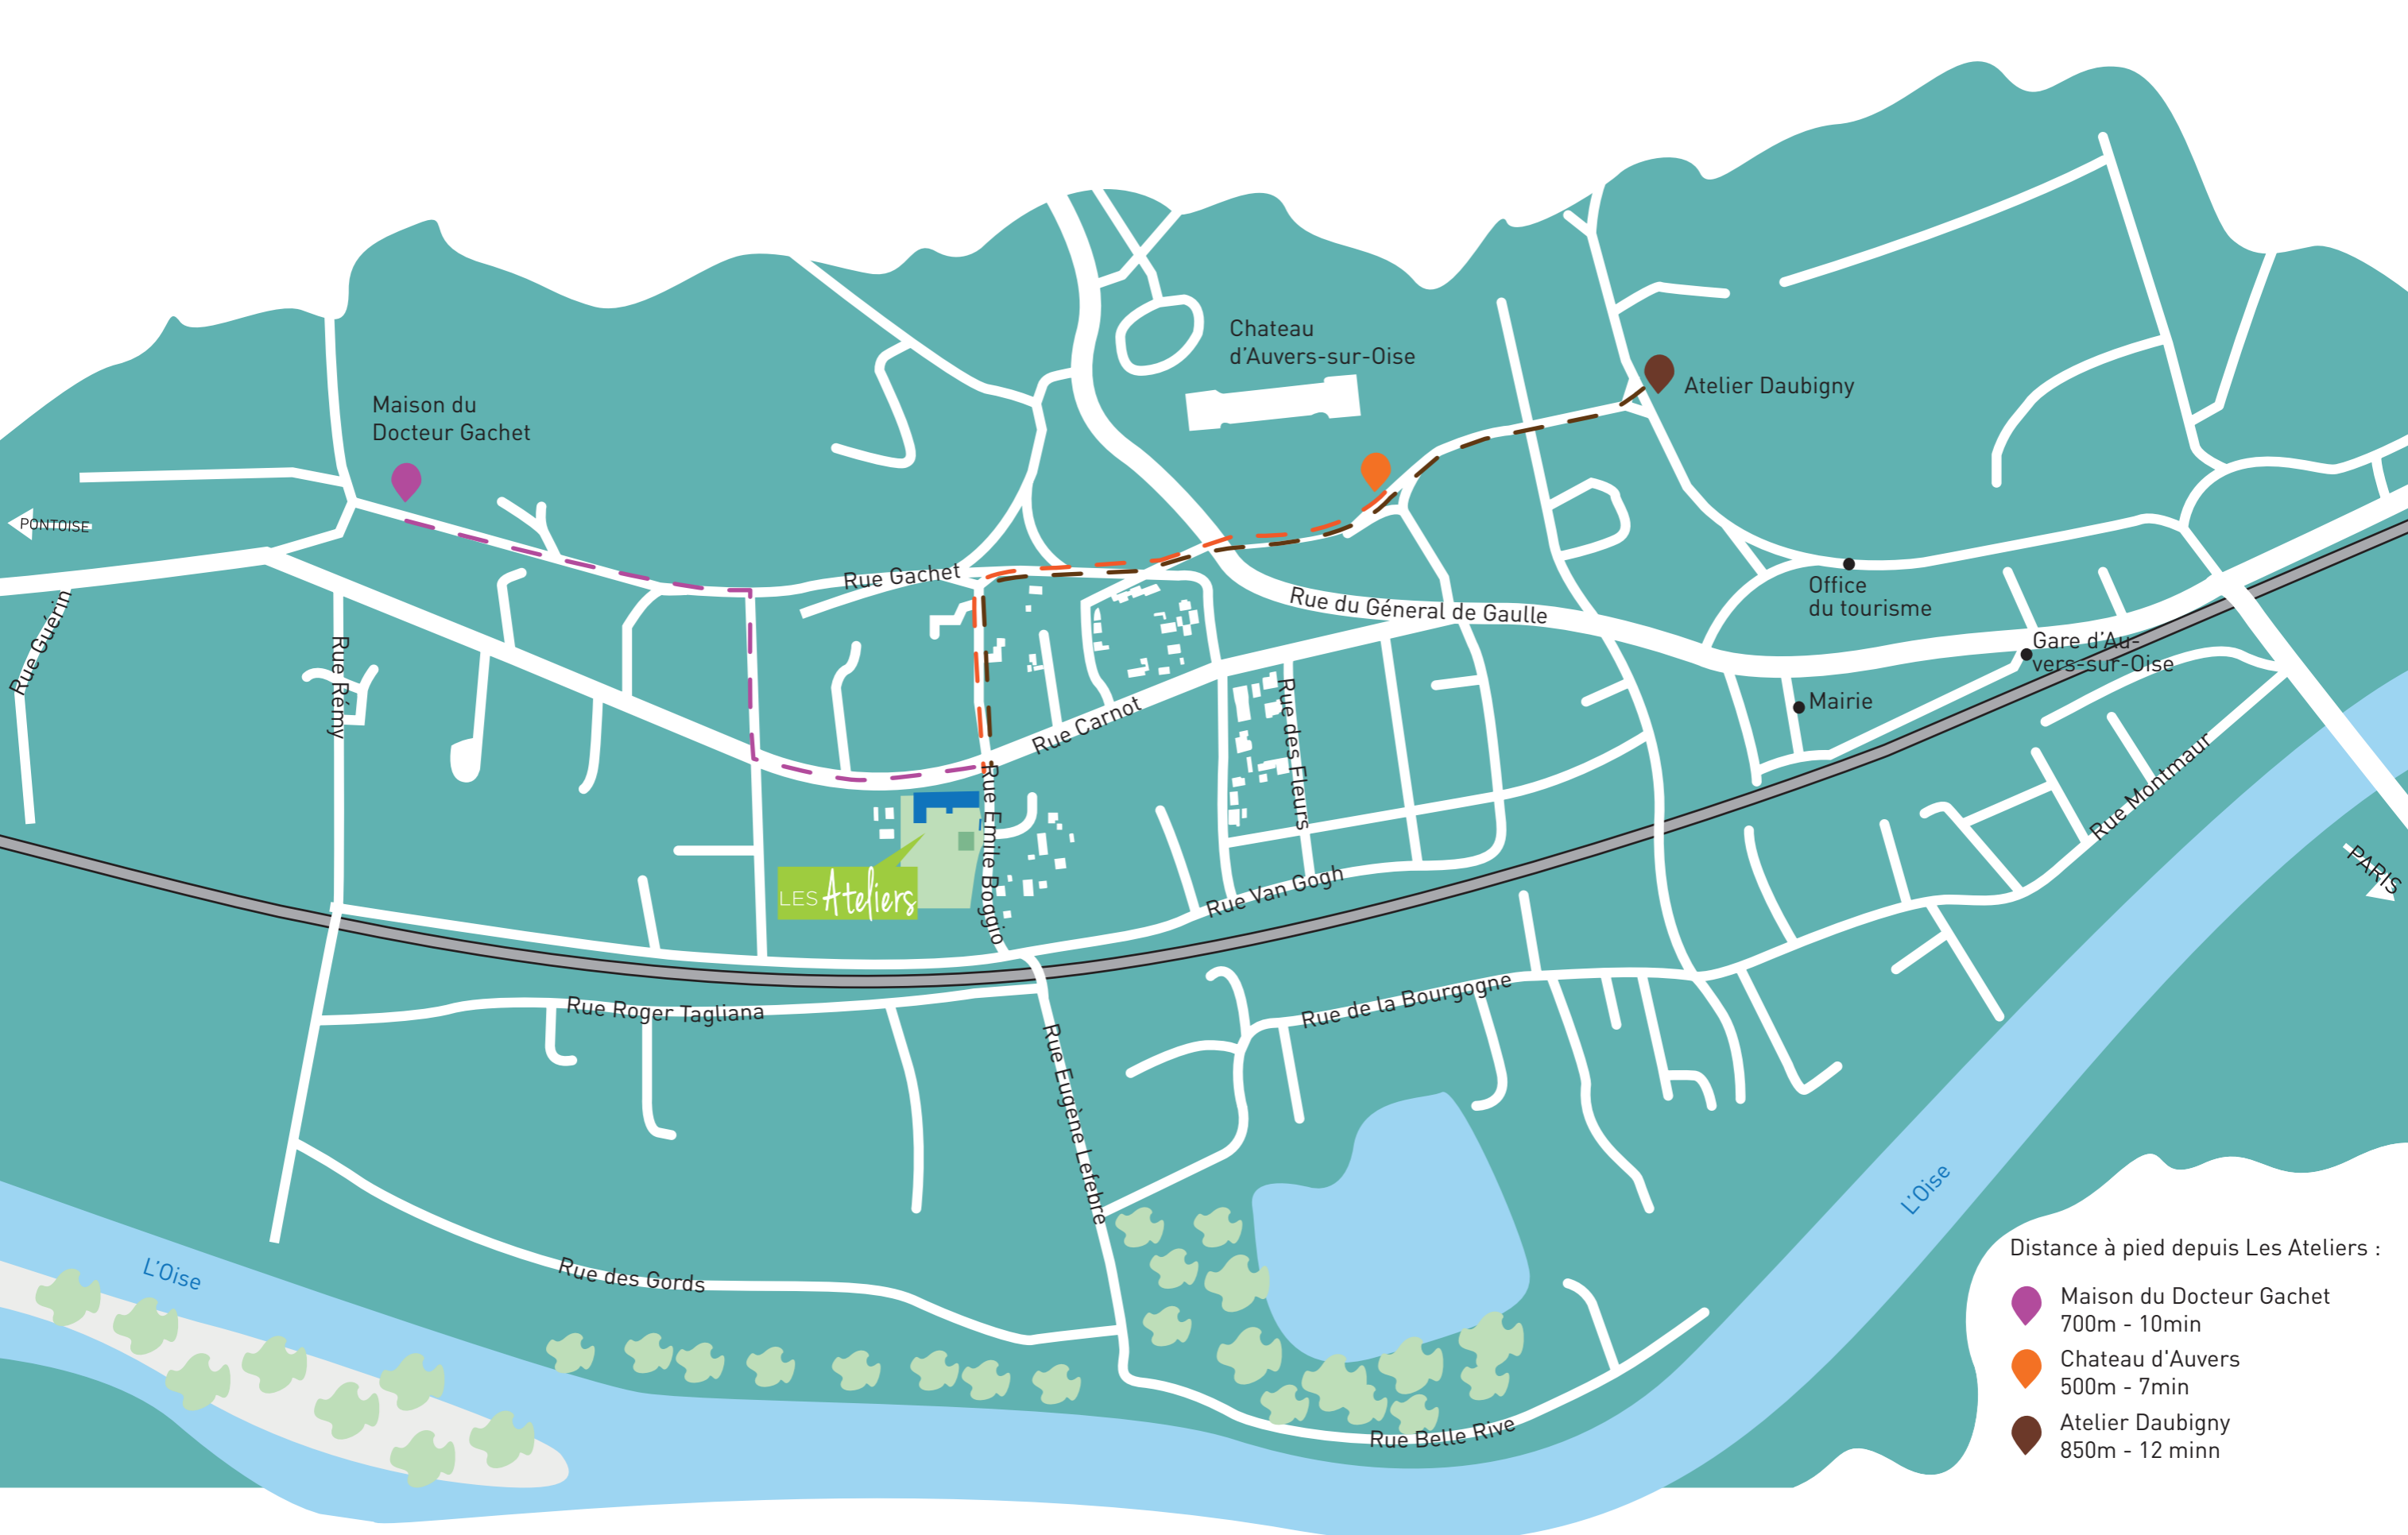 Chateau
d'Auvers-sur-Oise
Atelier Daubigny
Maison du
Docteur Gachet
PONTOISE
Rue Gachet
Rue du Géneral de Gaulle
Office
du tourisme
Rue Guérin
Rue Rémy
Gare d'Au-
vers-sur-Oise
Mairie
Rue Carnot
Rue des Fleurs
Rue Emile Boggio
Rue Montmaur
PARIS
LES Ateliers
Rue Van Gogh
Rue Roger Tagliana
Rue de la Bourgogne
Rue Eugène Lefebre
L'Oise
L'Oise
Rue des Gords
Rue Belle Rive
Distance à pied depuis Les Ateliers :
Maison du Docteur Gachet
700m - 10min
Chateau d'Auvers
500m - 7min
Atelier Daubigny
850m - 12 minn